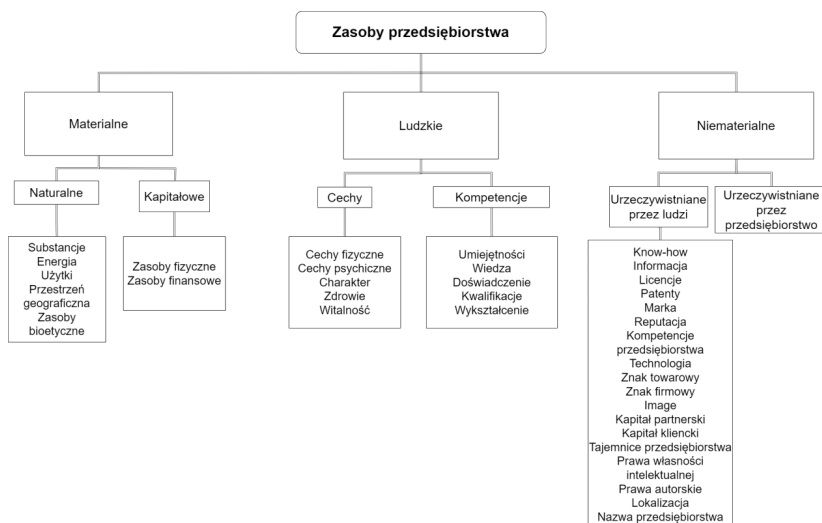 Zasoby przedsiębiorstwa
Materialne
Ludzkie
Niematerialne
Naturalne
Kapitałowe
Cechy
Kompetencje
Urzeczywistniane
przez ludzi
Urzeczywistniane
przez
przedsiębiorstwo
Substancje
Energia
Użytki
Przestrzeń
geograficzna
Zasoby
bioetyczne
Zasoby fizyczne
Zasoby finansowe
Cechy fizyczne
Cechy psychiczne
Charakter
Zdrowie
Witalność
Umiejętności
Wiedza
Doświadczenie
Kwalifikacje
Wykształcenie
Know-how
Informacja
Licencje
Patenty
Marka
Reputacja
Kompetencje
przedsiębiorstwa
Technologia
Znak towarowy
Znak firmowy
Image
Kapitał partnerski
Kapitał kliencki
Tajemnice przedsiębiorstwa
Prawa własności
intelektualnej
Prawa autorskie
Lokalizacja
Nazwa przedsiębiorstwa